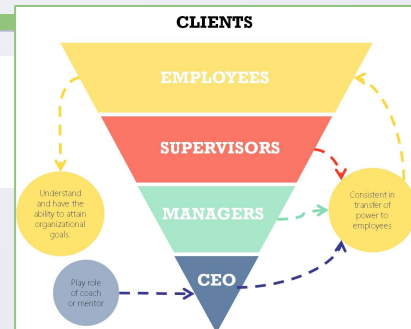 CLIENTS
EMPLOYEES
SUPERVISORS
Understand
and have the
ability to attain
organizational
goals.
MANAGERS
Consistent in
transfer of
power to
employees
CEO
Play role
of coach
or mentor